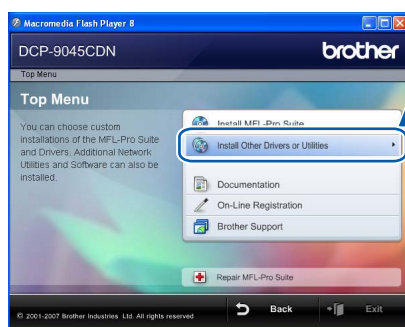 Macromedia Flash Player 8
DCP-9045CDN
brother
Top Menu
Top Menu
You can choose custom
installations of the MFL-Pro Suite
and Drivers. Additional Network
Utilities and Software can also be
installed.
Install MFL-Pro Suite
Install Other Drivers or Utilities
Documentation
On-Line Registration
Brother Support
Repair MFL-Pro Suite
© 2001-2007 Brother Industries Ltd. All rights reserved
Back
Exit